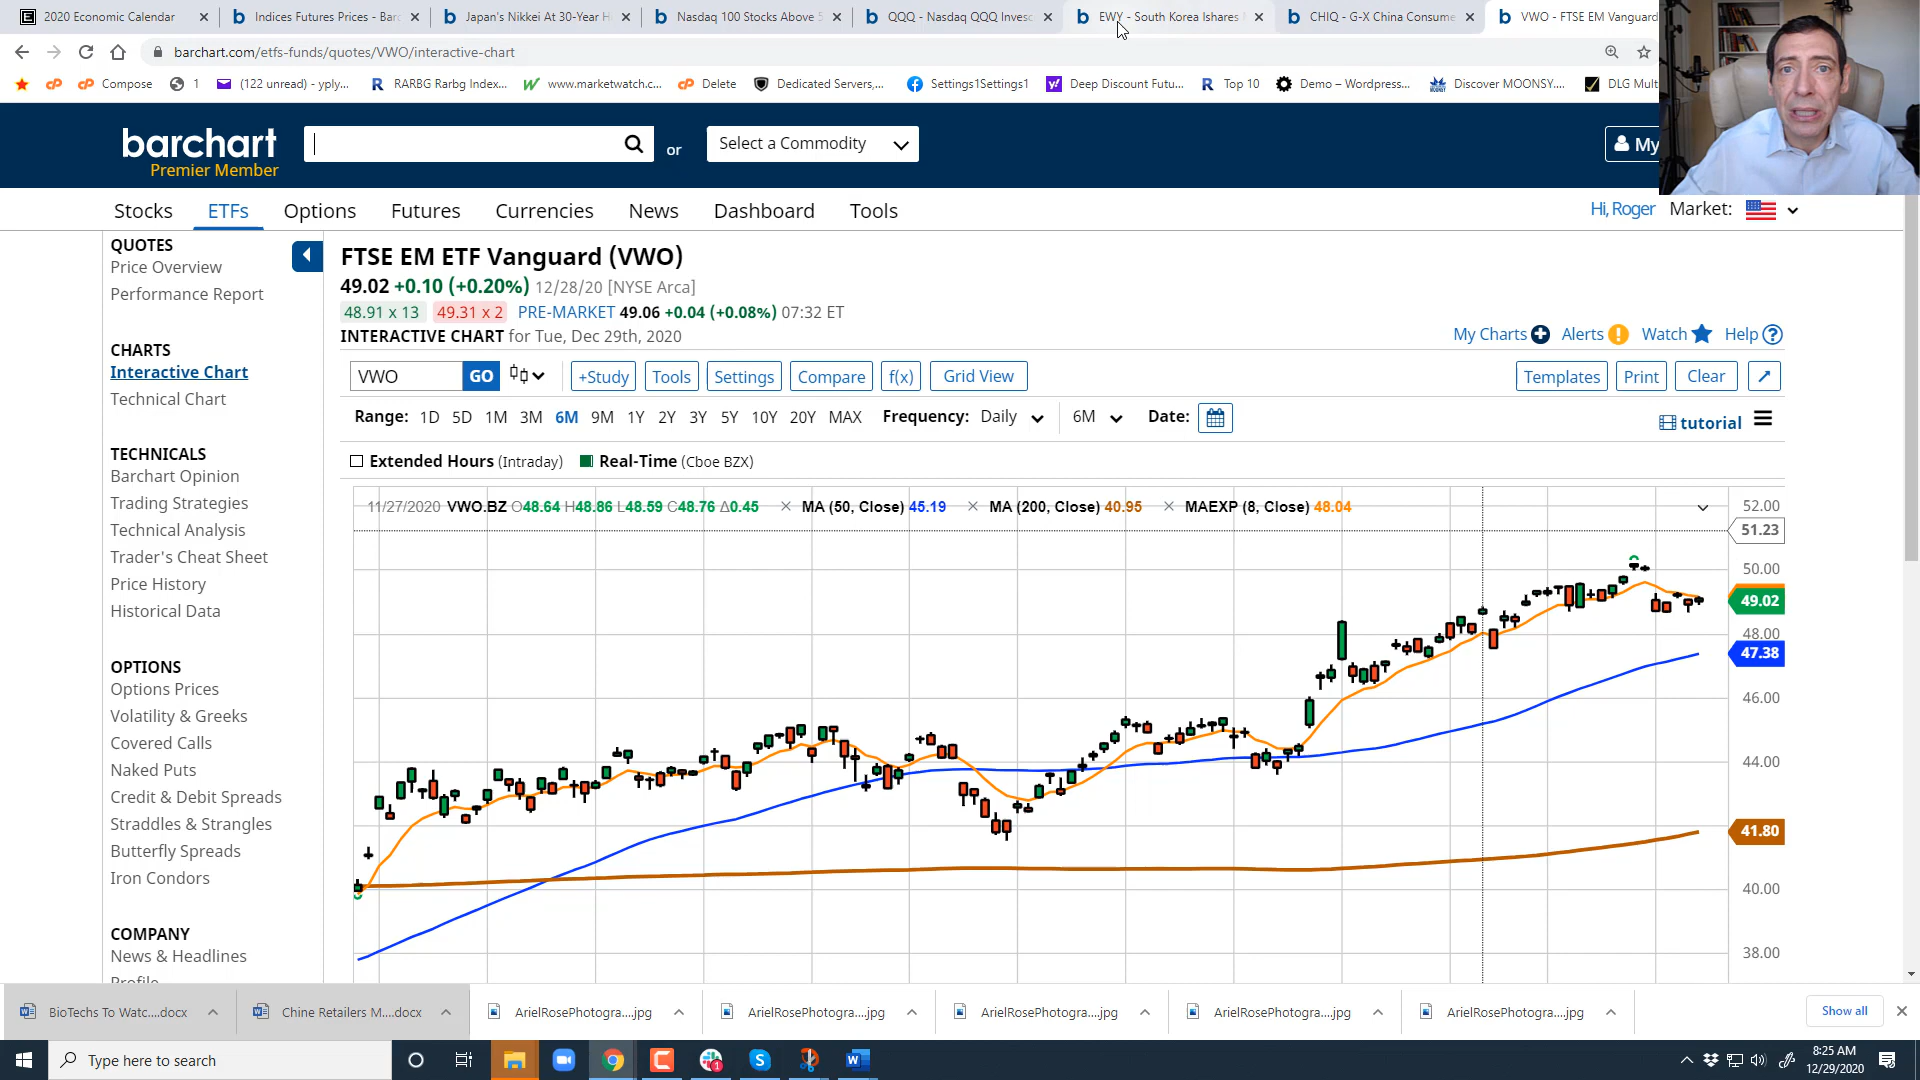 2020 Economic Calendar
Indices Futures Prices - Barc
Japan's Nikkei At 30-Year H
Nasdaq 100 Stocks Above 5
QQQ - Nasdaq QQQ Invesc
EWY - South Korea Ishares
CHIQ - G-X China Consume
VWO - FTSE EM Vanguard
barchart.com/etfs-funds/quotes/VWO/interactive-chart
Compose
1
(122 unread) - yply...
RARBG Rarbg Index...
www.marketwatch.c...
Delete
Dedicated Servers,...
Settings1Settings1
Deep Discount Futu...
Top 10
Demo – Wordpress...
Discover MOONSY....
DLG Mult
barchart
Premier Member
or
Select a Commodity
My
Stocks
ETFs
Options
Futures
Currencies
News
Dashboard
Tools
Hi, Roger
Market:
QUOTES
Price Overview
Performance Report
CHARTS
Interactive Chart
Technical Chart
TECHNICALS
Barchart Opinion
Trading Strategies
Technical Analysis
Trader's Cheat Sheet
Price History
Historical Data
OPTIONS
Options Prices
Volatility & Greeks
Covered Calls
Naked Puts
Credit & Debit Spreads
Straddles & Strangles
Butterfly Spreads
Iron Condors
COMPANY
News & Headlines
Profile
FTSE EM ETF Vanguard (VWO)
49.02 +0.10 (+0.20%) 12/28/20 [NYSE Arca]
48.91 x 13 49.31 x 2 PRE-MARKET 49.06 +0.04 (+0.08%) 07:32 ET
INTERACTIVE CHART for Tue, Dec 29th, 2020
My Charts
Alerts
Watch
Help
VWO
GO
+Study
Tools
Settings
Compare
f(x)
Grid View
Templates
Print
Clear
Range: 1D 5D 1M 3M 6M 9M 1Y 2Y 3Y 5Y 10Y 20Y MAX Frequency: Daily 6M Date:
tutorial
Extended Hours (Intraday) Real-Time (Cboe BZX)
11/27/2020 VWO.BZ O48.64 H48.86 L48.59 C48.76 Δ0.45 × MA (50, Close) 45.19 × MA (200, Close) 40.95 × MAEXP (8, Close) 48.04
52.00
51.23
50.00
49.02
48.00
47.38
46.00
44.00
41.80
40.00
38.00
BioTechs To Watc....docx
Chine Retailers M....docx
ArielRosePhotogra....jpg
ArielRosePhotogra....jpg
ArielRosePhotogra....jpg
ArielRosePhotogra....jpg
ArielRosePhotogra....jpg
Show all
Type here to search
8:25 AM
12/29/2020